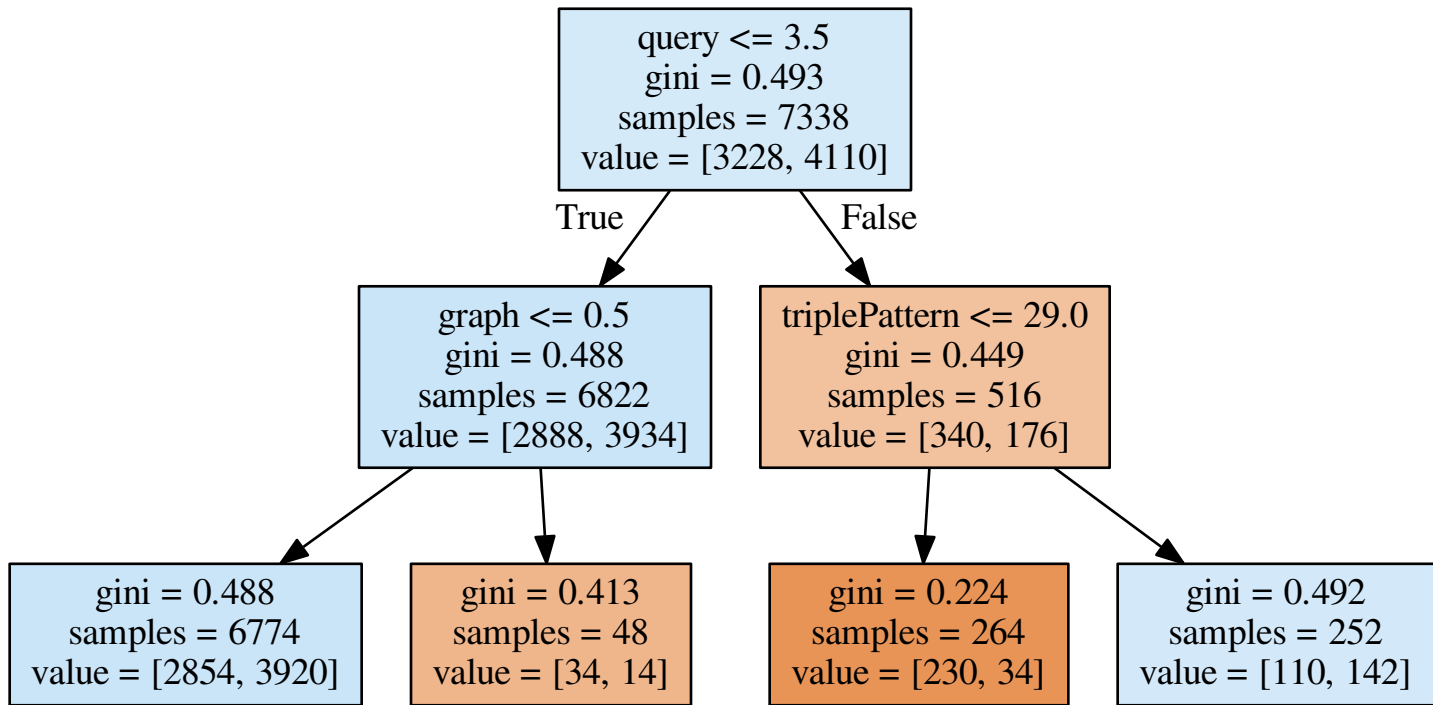 query <= 3.5
gini = 0.493
samples = 7338
value = [3228, 4110]
True
False
graph <= 0.5
gini = 0.488
samples = 6822
value = [2888, 3934]
triplePattern <= 29.0
gini = 0.449
samples = 516
value = [340, 176]
gini = 0.488
samples = 6774
value = [2854, 3920]
gini = 0.413
samples = 48
value = [34, 14]
gini = 0.224
samples = 264
value = [230, 34]
gini = 0.492
samples = 252
value = [110, 142]